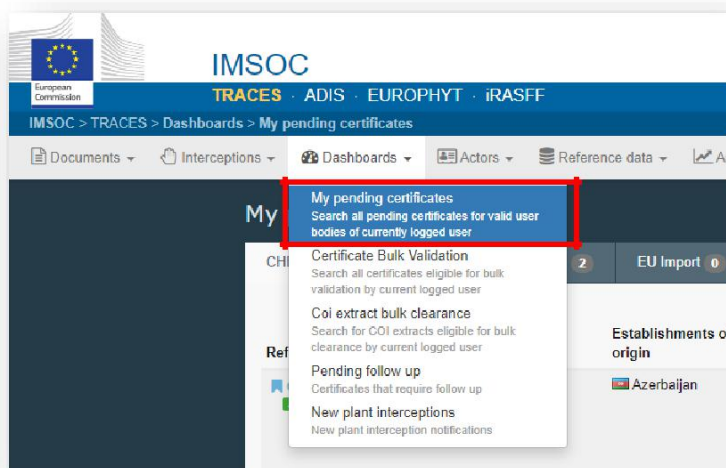 European
Commission
IMSOC
TRACES · ADIS · EUROPHYT · iRASFF
IMSOC > TRACES > Dashboards > My pending certificates
Documents
Interceptions
Dashboards
Actors
Reference data
My
My pending certificates
Search all pending certificates for valid user
bodies of currently logged user
2
EU Import 0
Certificate Bulk Validation
Search all certificates eligible for bulk
validation by current logged user
Coi extract bulk clearance
Search for COI extracts eligible for bulk
clearance by current logged user
Establishments o
origin
Pending follow up
Certificates that require follow up
Azerbaijan
New plant interceptions
New plant interception notifications